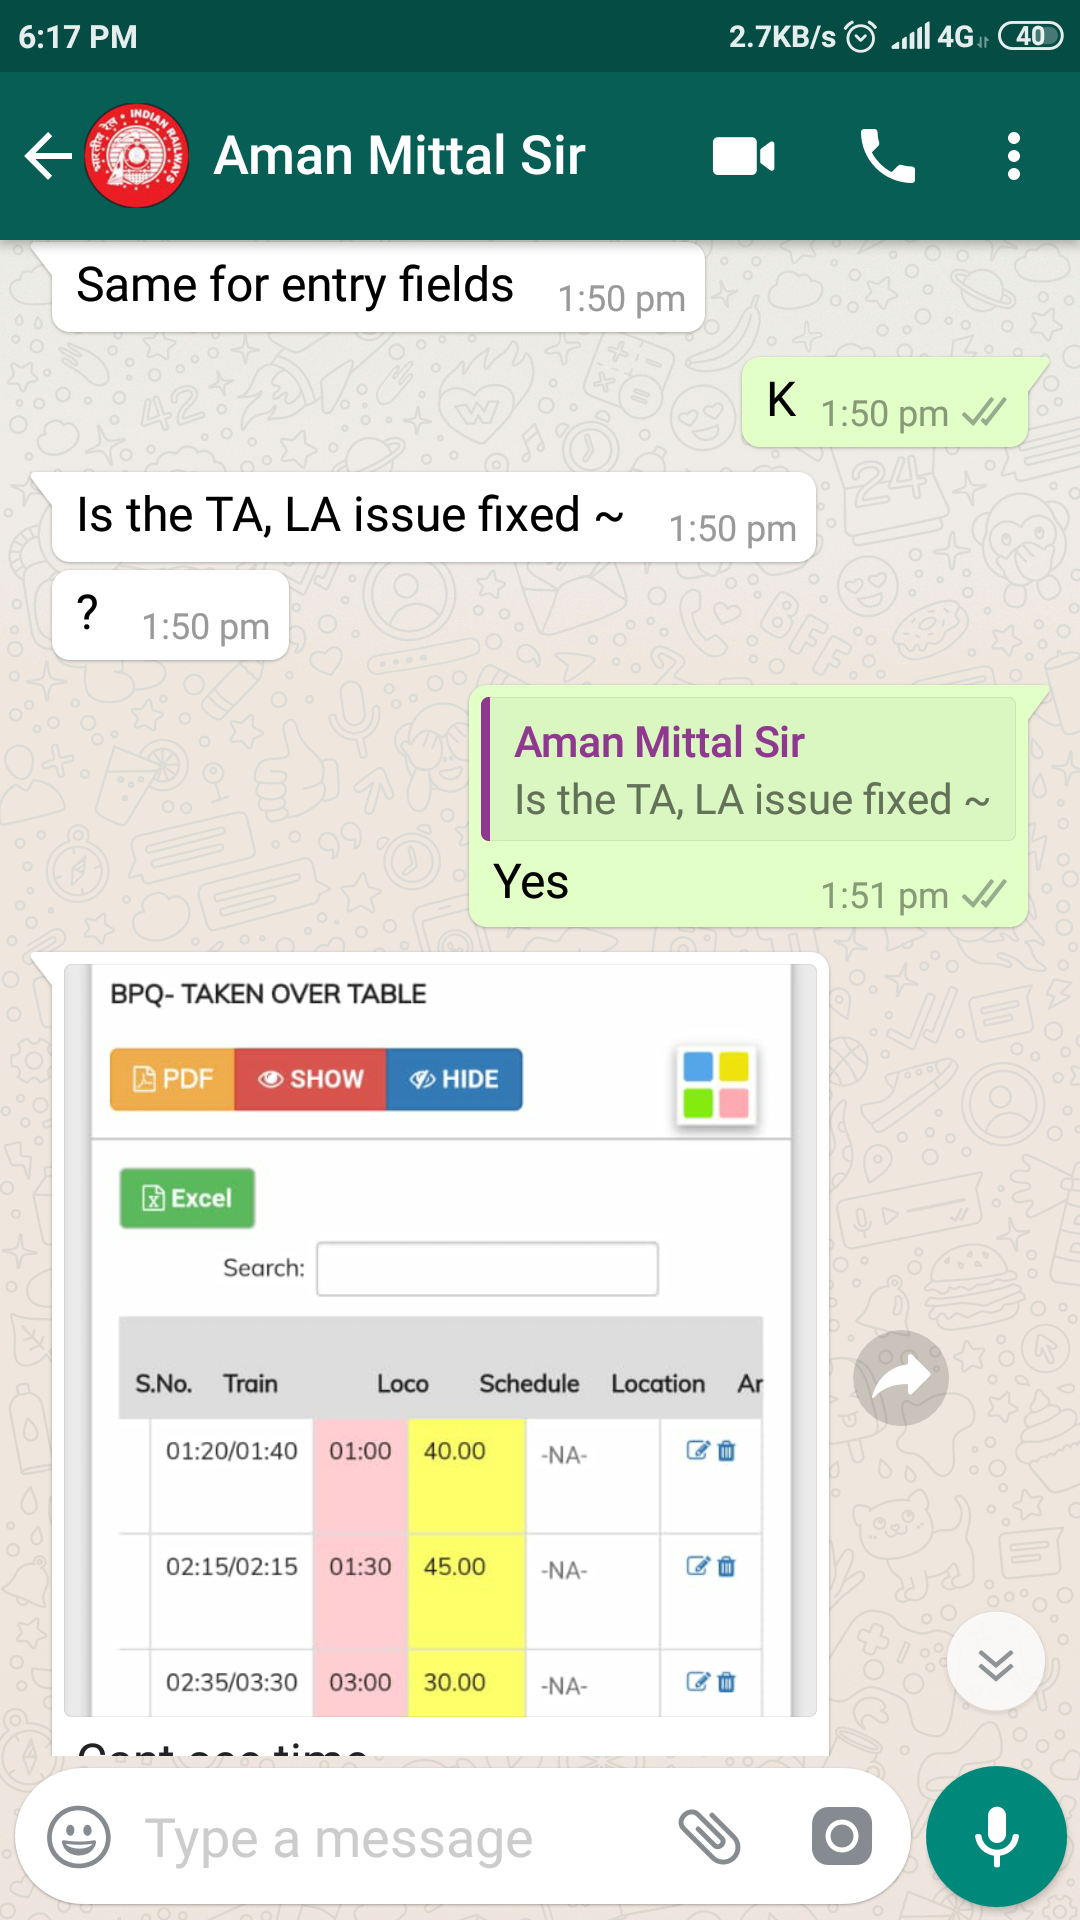 6:17 PM 2.7KB/s 4G 40
Aman Mittal Sir
Same for entry fields 1:50 pm
K 1:50 pm
Is the TA, LA issue fixed ~ 1:50 pm
? 1:50 pm
Aman Mittal Sir
Is the TA, LA issue fixed ~
Yes 1:51 pm
BPQ- TAKEN OVER TABLE
PDF SHOW HIDE
Excel
Search:
S.No. Train Loco Schedule Location Ar
01:20/01:40 01:00 40.00 -NA-
02:15/02:15 01:30 45.00 -NA-
02:35/03:30 03:00 30.00 -NA-
Cant see time
Type a message